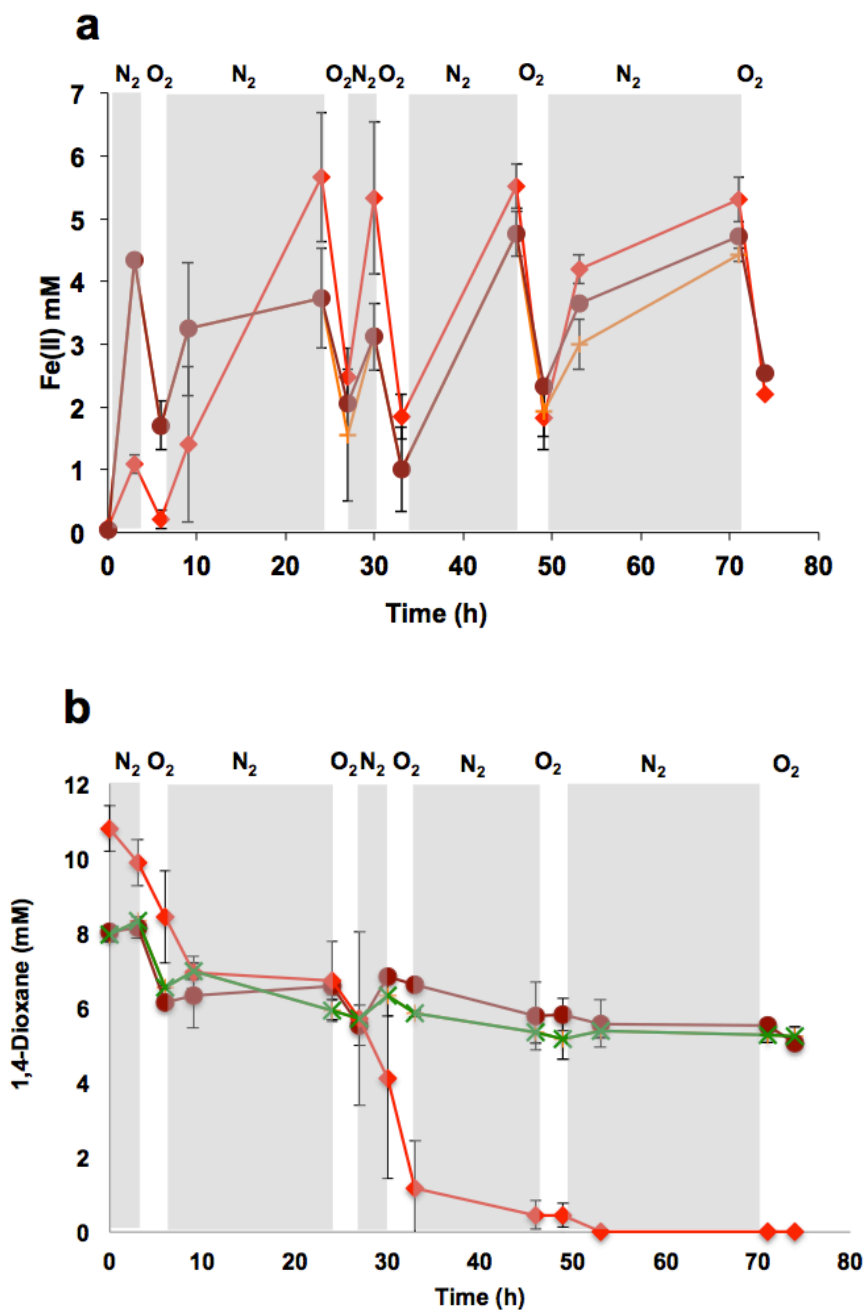 a
N₂ O₂ N₂ O₂ N₂ O₂ N₂ O₂ N₂ O₂
7
6
5
4
3
2
1
0
Fe(II) mM
0 10 20 30 40 50 60 70 80
Time (h)
b
N₂ O₂ N₂ O₂ N₂ O₂ N₂ O₂ N₂ O₂
12
10
8
6
4
2
0
1,4-Dioxane (mM)
0 10 20 30 40 50 60 70 80
Time (h)